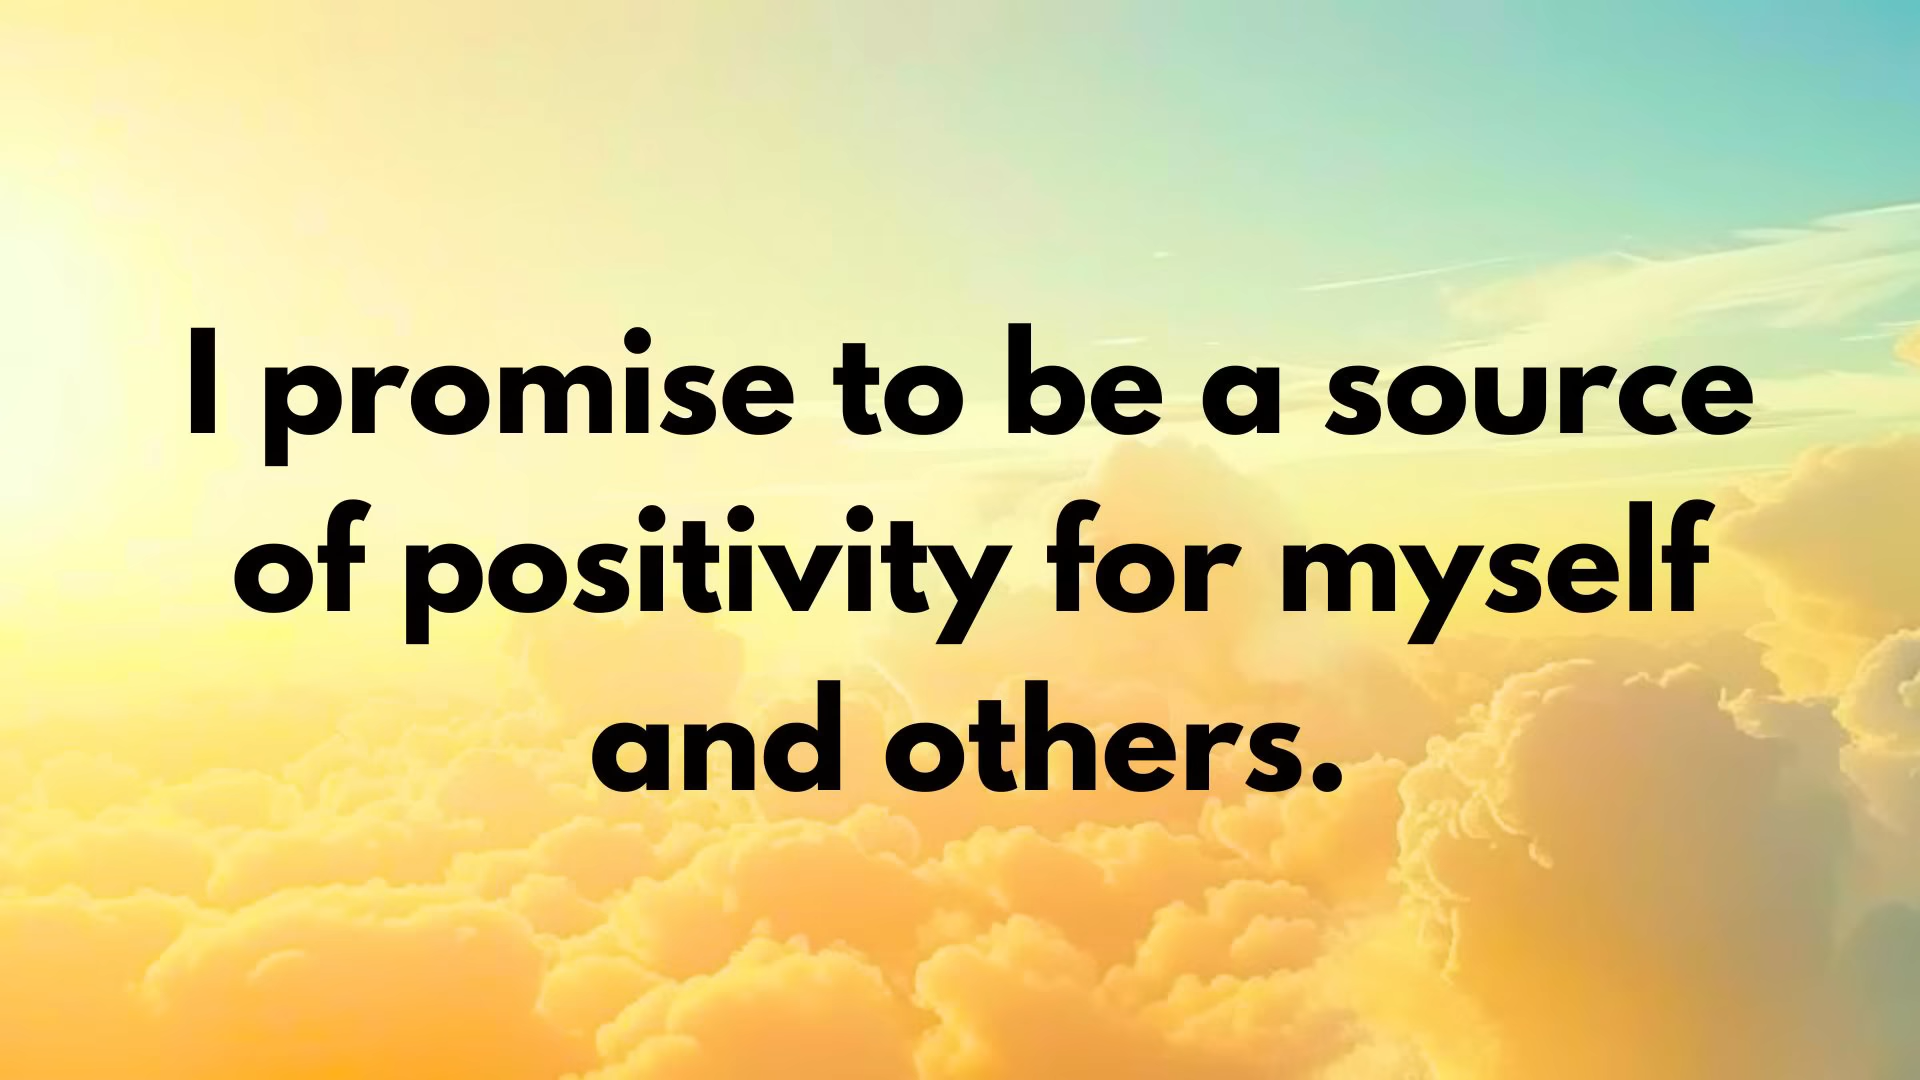 I promise to be a source
of positivity for myself
and others.